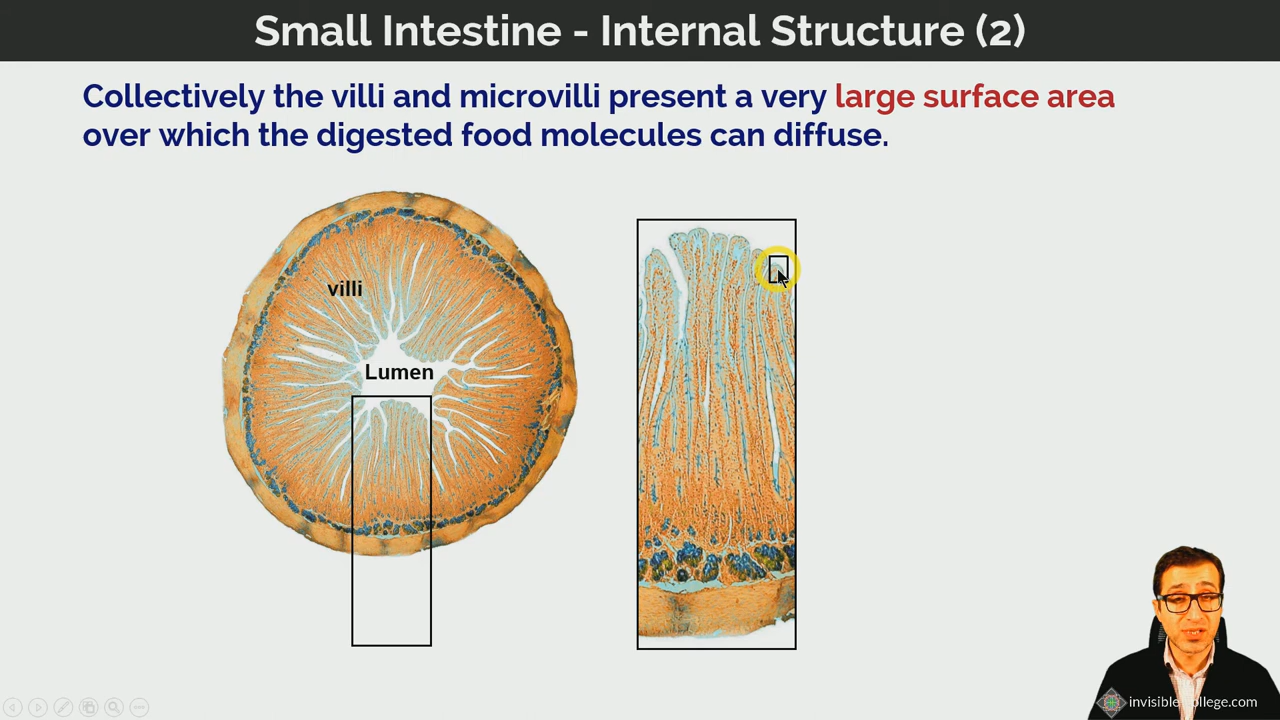 Small Intestine - Internal Structure (2)
Collectively the villi and microvilli present a very large surface area
over which the digested food molecules can diffuse.
villi
Lumen